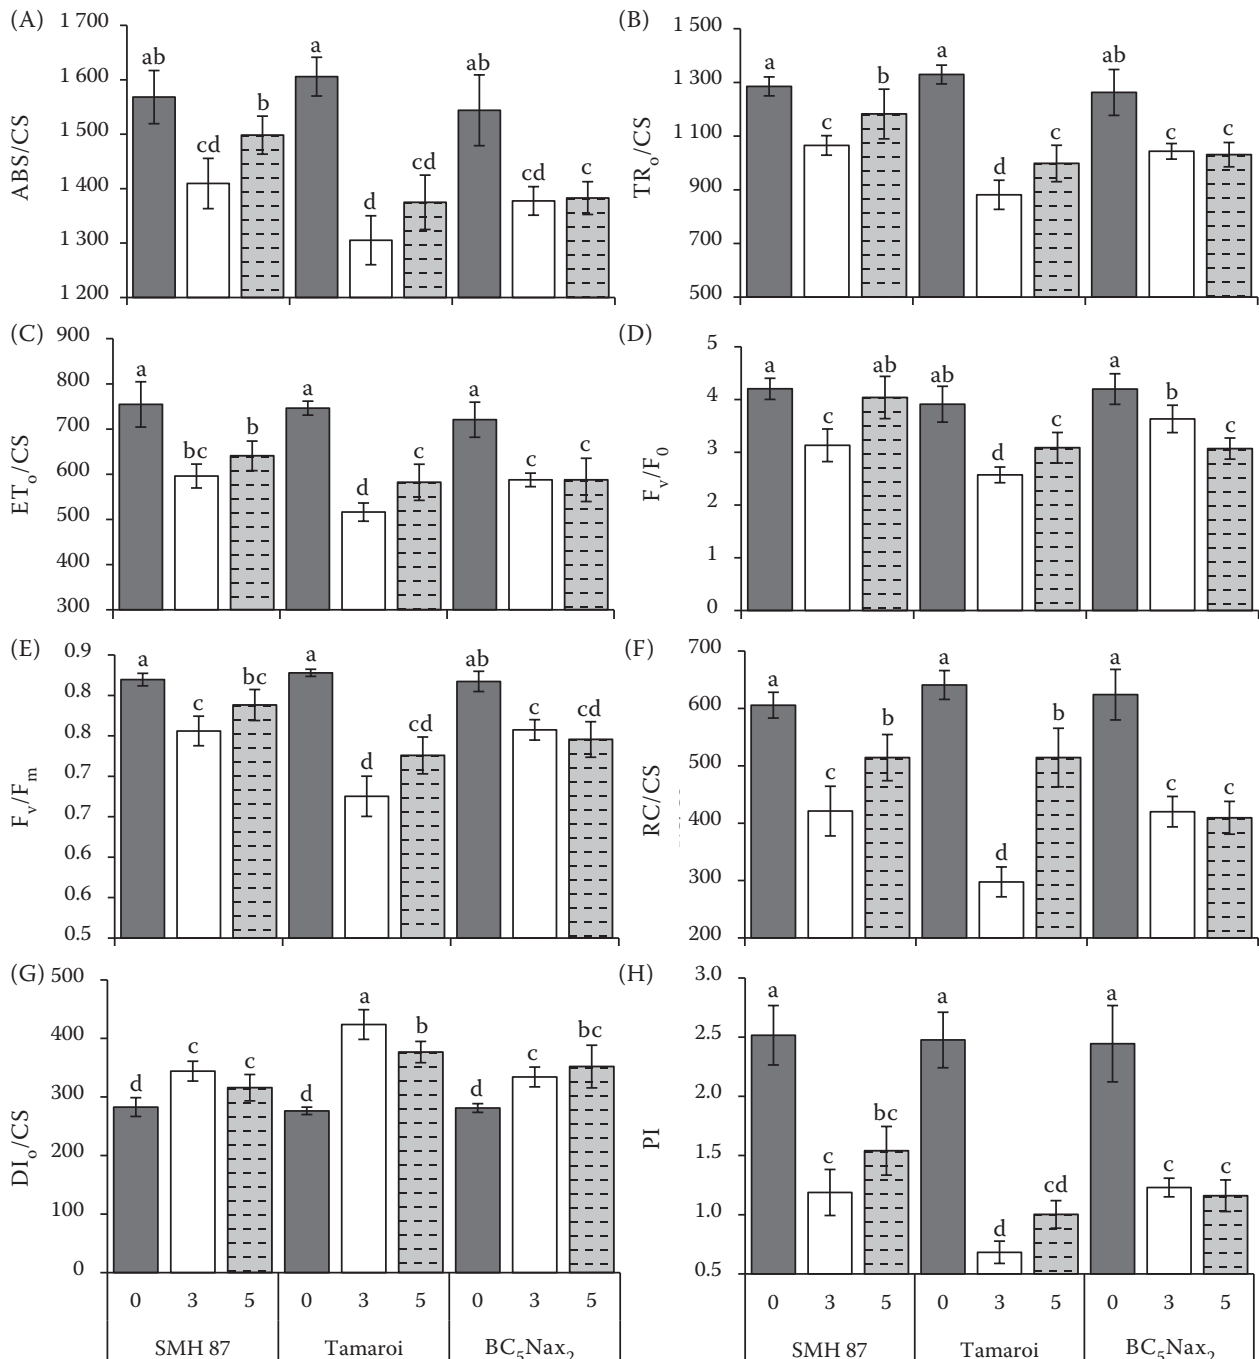 (A)
ABS/CS
1 700
1 600
1 500
1 400
1 300
1 200
ab cd b a d cd ab cd c
(B)
TRo/CS
1 500
1 300
1 100
900
700
500
a c b a d c ab c c
(C)
ETo/CS
900
800
700
600
500
400
300
a bc b a d c a c c
(D)
Fv/F0
5
4
3
2
1
0
a c ab ab d c a b c
(E)
Fv/Fm
0.9
0.8
0.8
0.7
0.7
0.6
0.6
0.5
a c bc a d cd ab c cd
(F)
RC/CS
700
600
500
400
300
200
a c b a d b a c c
(G)
DIo/CS
500
400
300
200
100
0
d c c d a b d c bc
0 3 5 0 3 5 0 3 5
SMH 87 Tamaroi BC5Nax2
(H)
PI
3.0
2.5
2.0
1.5
1.0
0.5
a c bc a d cd a c c
0 3 5 0 3 5 0 3 5
SMH 87 Tamaroi BC5Nax2